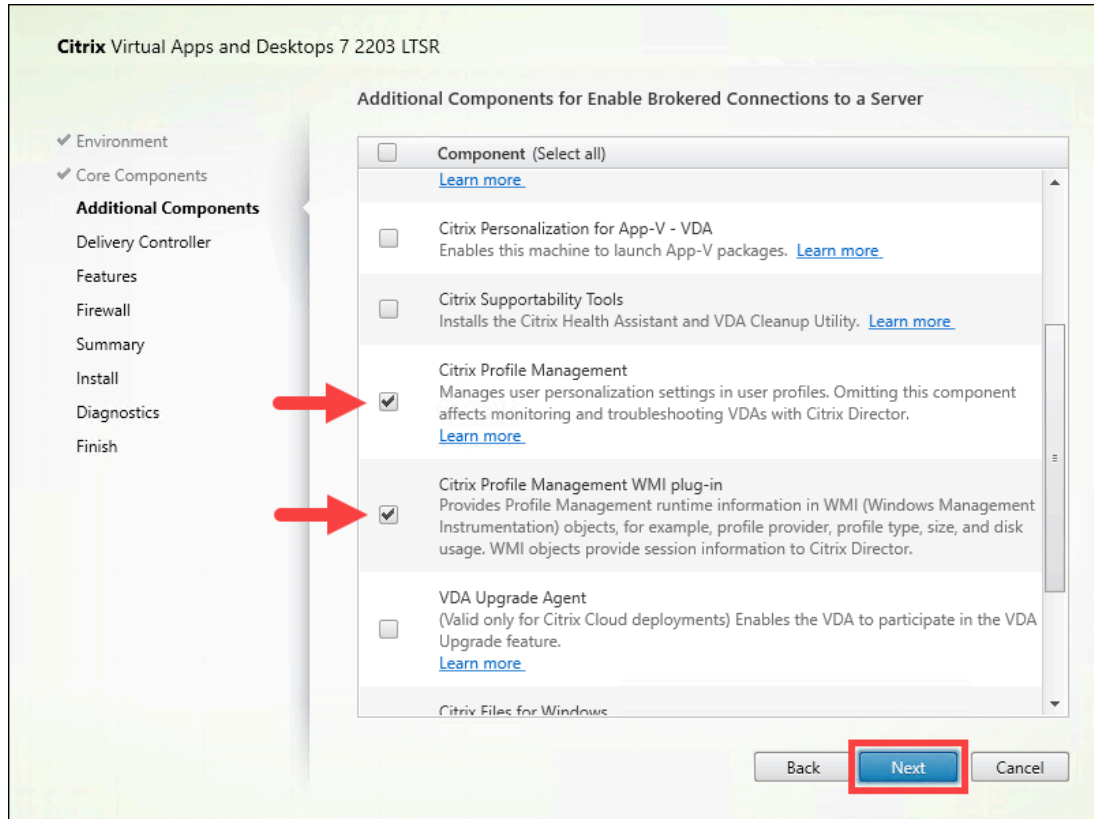 Citrix Virtual Apps and Desktops 7 2203 LTSR
Additional Components for Enable Brokered Connections to a Server
Environment
Core Components
Additional Components
Delivery Controller
Features
Firewall
Summary
Install
Diagnostics
Finish
Component (Select all)
Learn more
Citrix Personalization for App-V - VDA
Enables this machine to launch App-V packages. Learn more
Citrix Supportability Tools
Installs the Citrix Health Assistant and VDA Cleanup Utility. Learn more
Citrix Profile Management
Manages user personalization settings in user profiles. Omitting this component
affects monitoring and troubleshooting VDAs with Citrix Director.
Learn more
Citrix Profile Management WMI plug-in
Provides Profile Management runtime information in WMI (Windows Management
Instrumentation) objects, for example, profile provider, profile type, size, and disk
usage. WMI objects provide session information to Citrix Director.
VDA Upgrade Agent
(Valid only for Citrix Cloud deployments) Enables the VDA to participate in the VDA
Upgrade feature.
Learn more
Citrix Files for Windows
Back Next Cancel